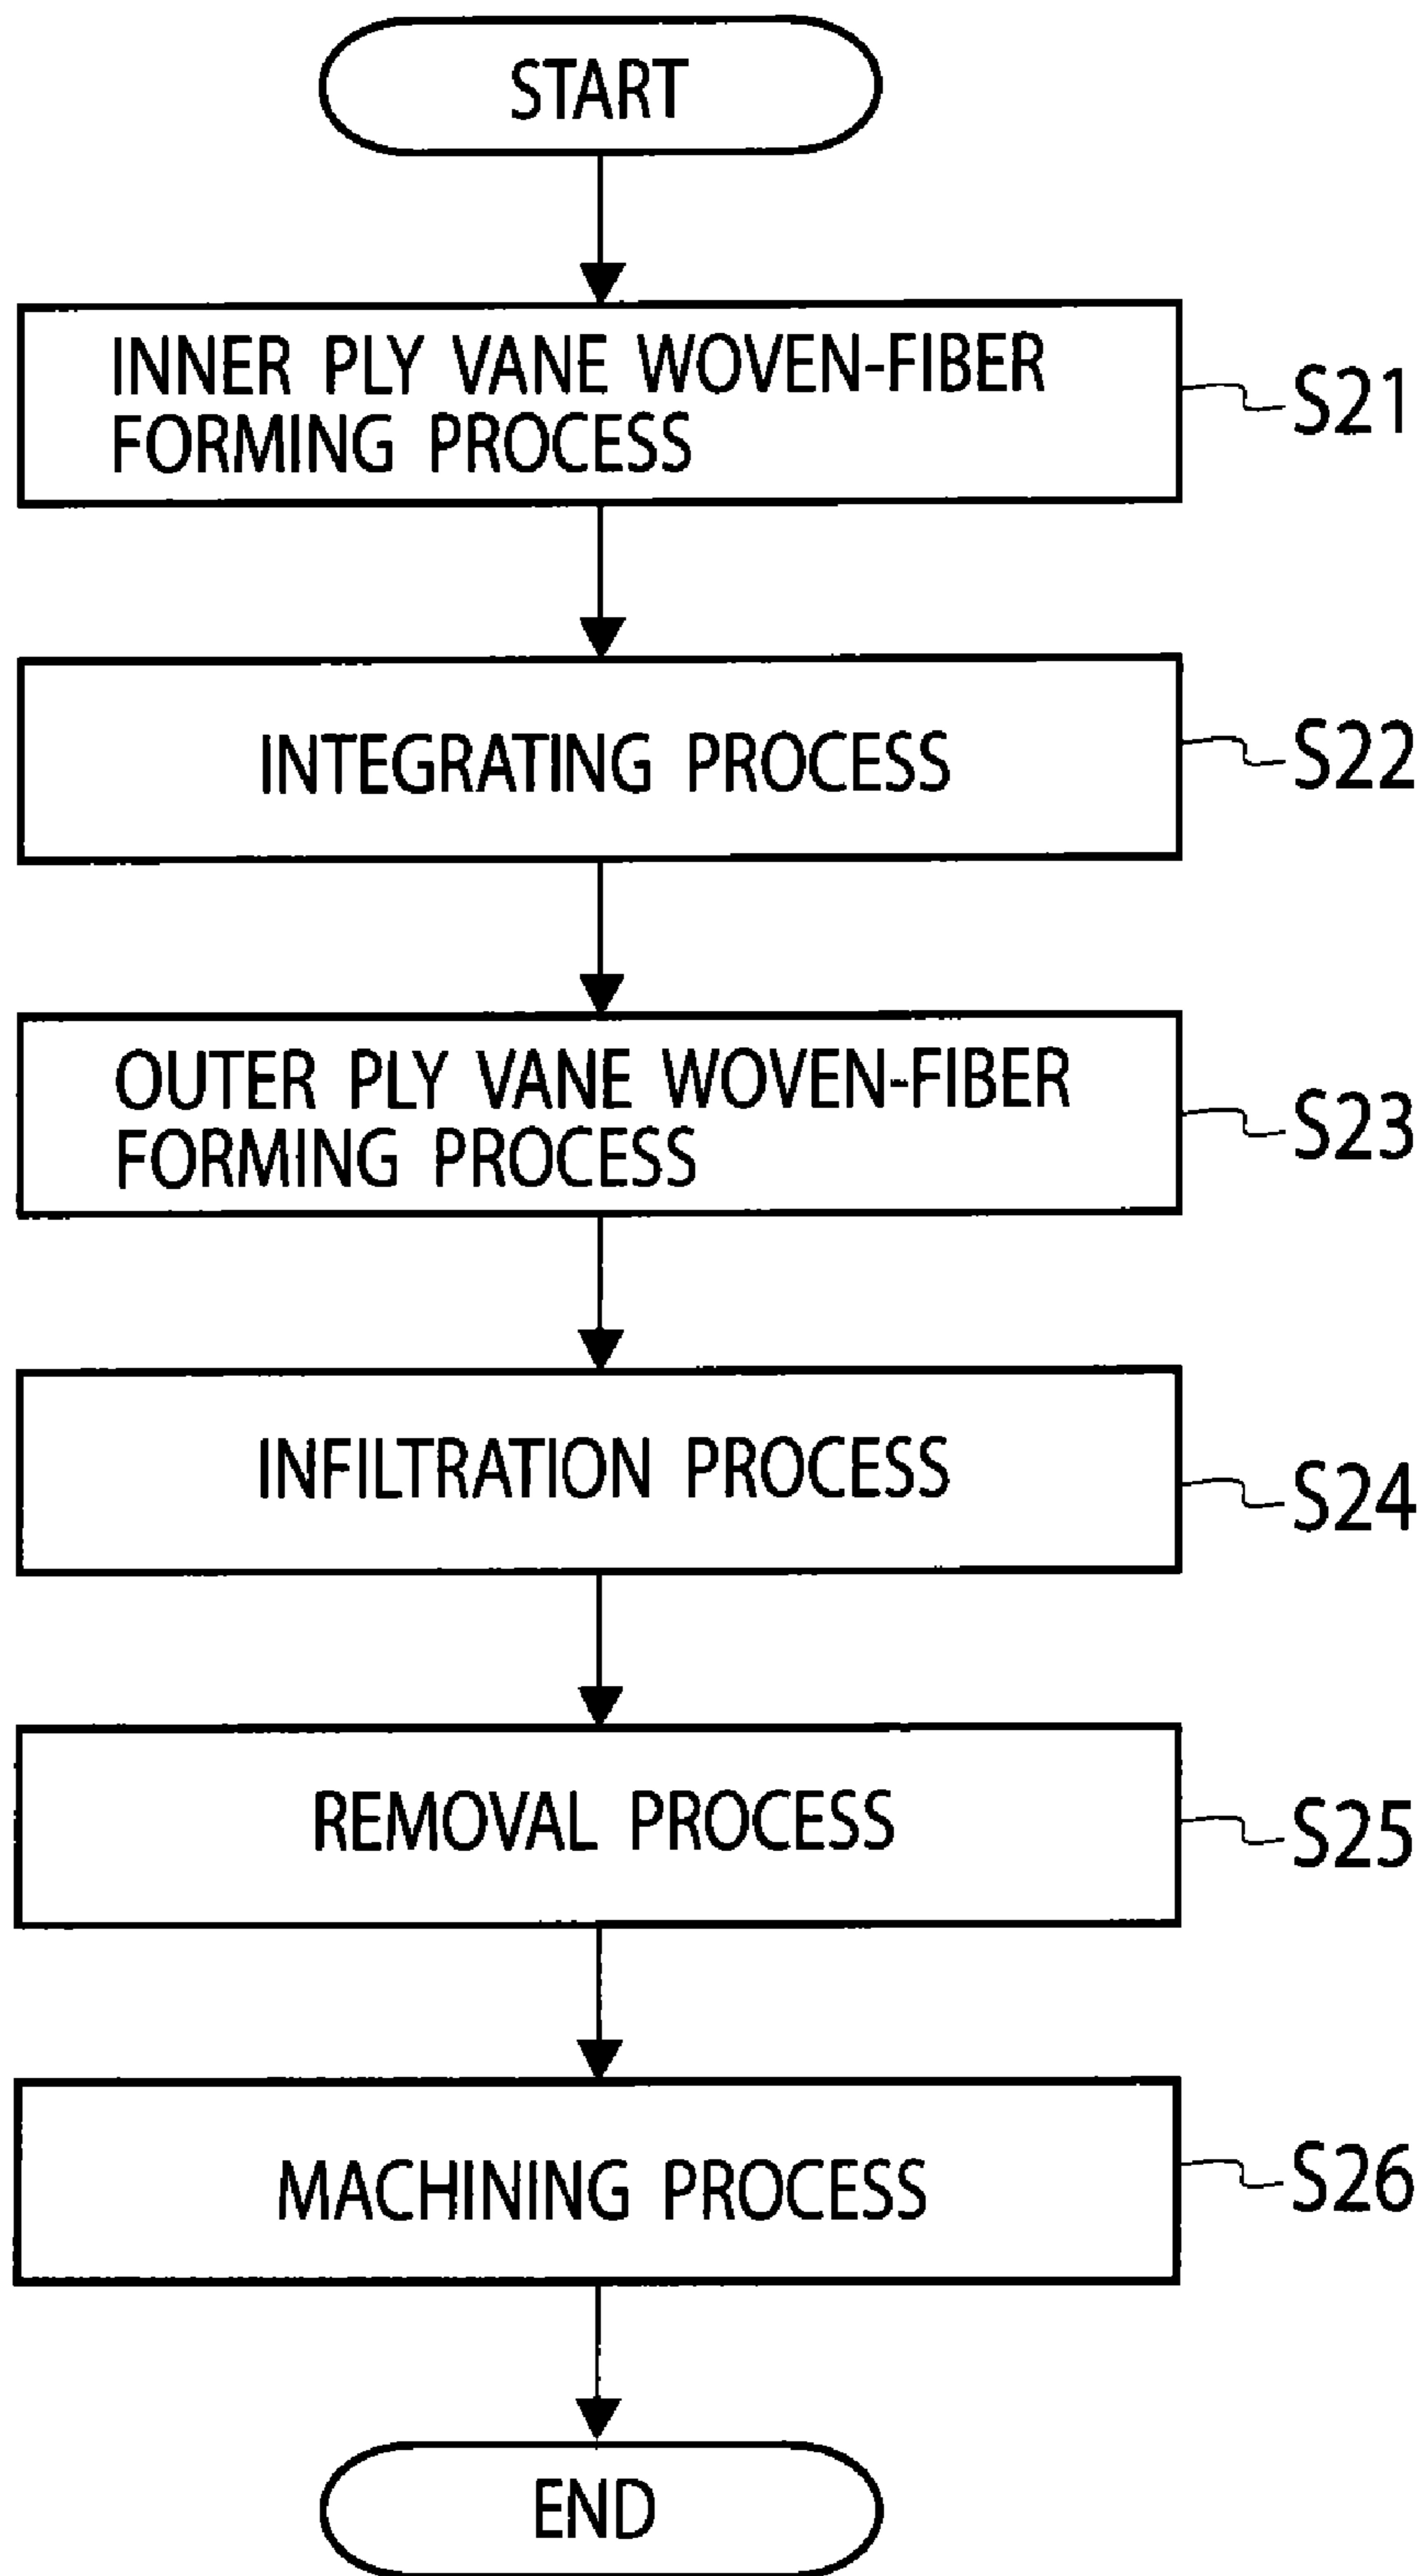 START
INNER PLY VANE WOVEN-FIBER
FORMING PROCESS
S21
INTEGRATING PROCESS
S22
OUTER PLY VANE WOVEN-FIBER
FORMING PROCESS
S23
INFILTRATION PROCESS
S24
REMOVAL PROCESS
S25
MACHINING PROCESS
S26
END